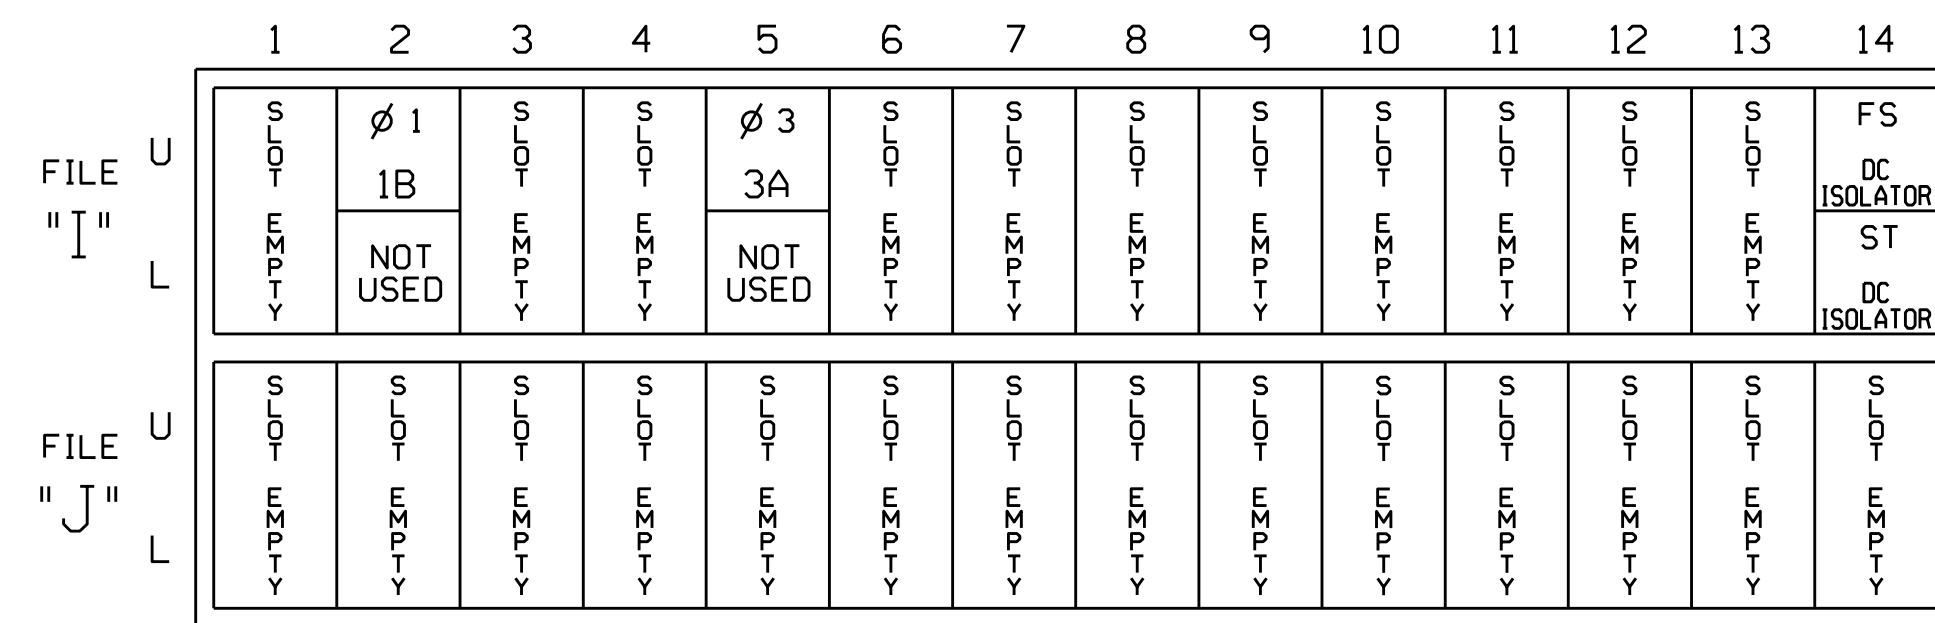 1 2 3 4 5 6 7 8 9 10 11 12 13 14
FILE
"I"
U
L
SLOT EMPTY
Ø 1
1B
NOT
USED
SLOT EMPTY
SLOT EMPTY
Ø 3
3A
NOT
USED
SLOT EMPTY
SLOT EMPTY
SLOT EMPTY
SLOT EMPTY
SLOT EMPTY
SLOT EMPTY
SLOT EMPTY
SLOT EMPTY
FS
DC
ISOLATOR
ST
DC
ISOLATOR
FILE
"J"
U
L
SLOT EMPTY
SLOT EMPTY
SLOT EMPTY
SLOT EMPTY
SLOT EMPTY
SLOT EMPTY
SLOT EMPTY
SLOT EMPTY
SLOT EMPTY
SLOT EMPTY
SLOT EMPTY
SLOT EMPTY
SLOT EMPTY
SLOT EMPTY